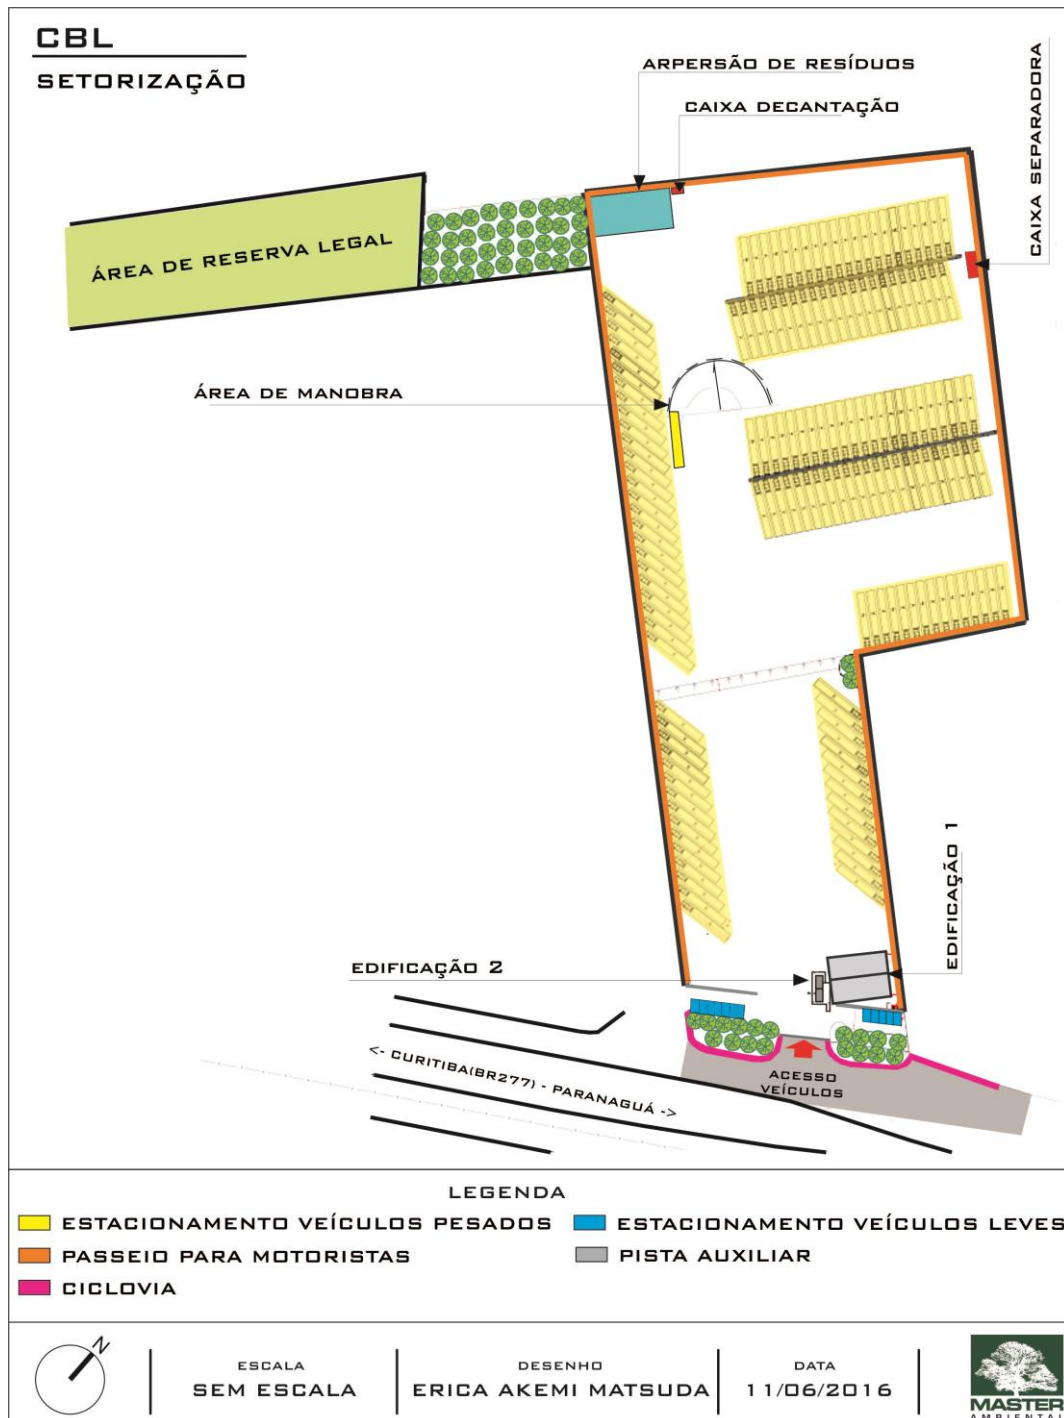 CBL
SETORIZAÇÃO
ARPERSÃO DE RESÍDUOS
CAIXA DECANTAÇÃO
CAIXA SEPARADORA
ÁREA DE RESERVA LEGAL
ÁREA DE MANOBRA
EDIFICAÇÃO 1
EDIFICAÇÃO 2
<- CURITIBA(BR277) - PARANAGUÁ ->
ACESSO
VEÍCULOS
LEGENDA
ESTACIONAMENTO VEÍCULOS PESADOS
ESTACIONAMENTO VEÍCULOS LEVES
PASSEIO PARA MOTORISTAS
PISTA AUXILIAR
CICLOVIA
N
ESCALA
SEM ESCALA
DESENHO
ERICA AKEMI MATSUDA
DATA
11/06/2016
MASTER
AMBIENTAL